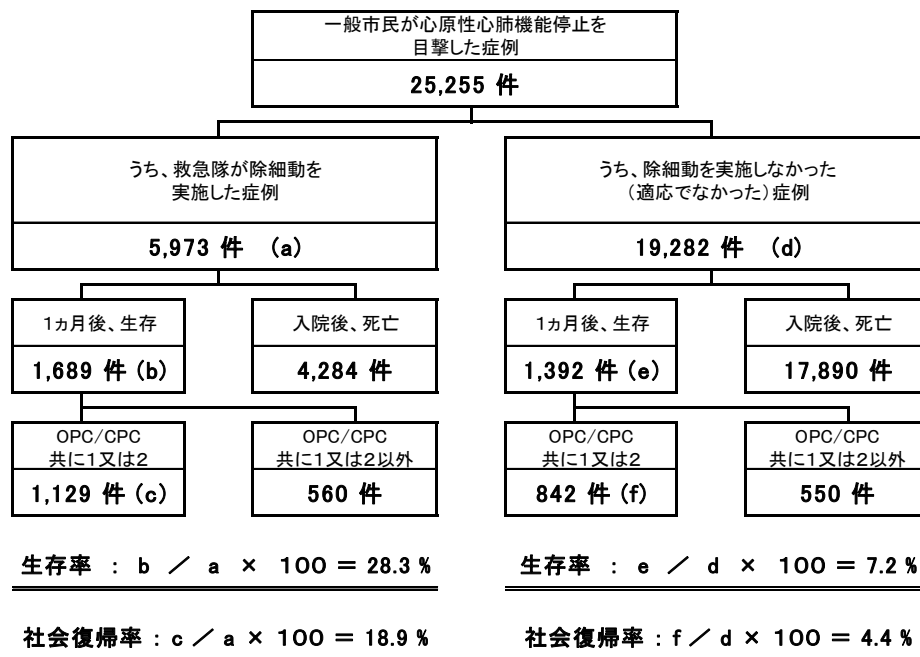 一般市民が心原性心肺機能停止を
目撃した症例
25,255 件
うち、救急隊が除細動を
実施した症例
5,973 件 (a)
うち、除細動を実施しなかった
(適応でなかった)症例
19,282 件 (d)
1ヵ月後、生存
1,689 件 (b)
入院後、死亡
4,284 件
1ヵ月後、生存
1,392 件 (e)
入院後、死亡
17,890 件
OPC/CPC
共に1又は2
1,129 件 (c)
OPC/CPC
共に1又は2以外
560 件
OPC/CPC
共に1又は2
842 件 (f)
OPC/CPC
共に1又は2以外
550 件
生存率 : b / a × 100 = 28.3 %
生存率 : e / d × 100 = 7.2 %
社会復帰率 : c / a × 100 = 18.9 %
社会復帰率 : f / d × 100 = 4.4 %